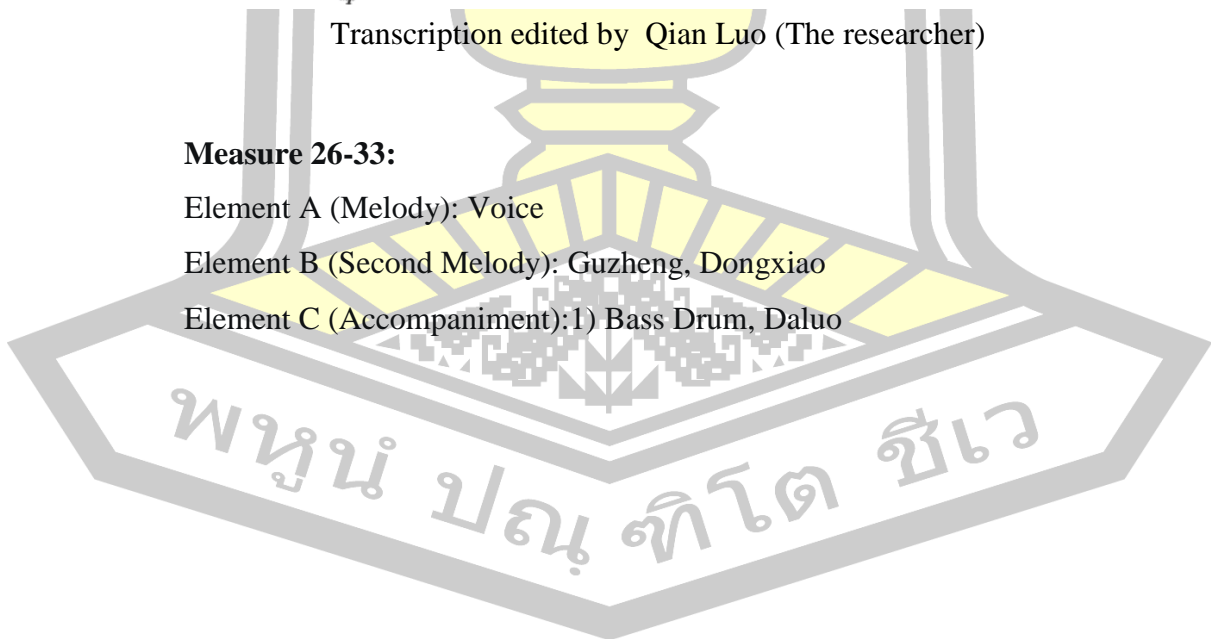 Transcription edited by  Qian Luo (The researcher)
Measure 26-33:
Element A (Melody): Voice
Element B (Second Melody): Guzheng, Dongxiao
Element C (Accompaniment):1) Bass Drum, Daluo
พหูนํ ปณฺฑิโต ชีเว